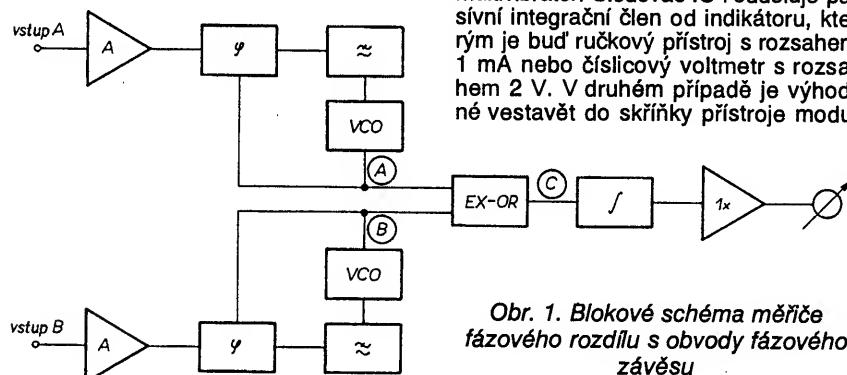 sívní integrační člen od indikátoru, kte-
rým je buď ručkový přístroj s rozsahem
1 mA nebo číslicový voltmetr s rozsa-
hem 2 V. V druhém případě je výhod-
né vestavět do skříňky přístroje modu
vstup A
A
φ
≈
VCO
A
EX-OR
C
∫
1x
B
VCO
vstup B
A
φ
≈
Obr. 1. Blokové schéma měřiče
fázového rozdílu s obvody fázového
závěsu